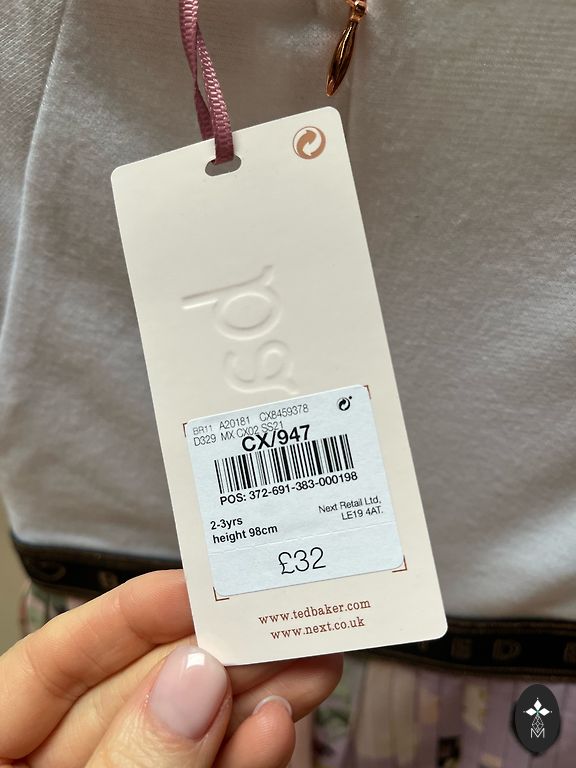 BR11 A20181 CX8459378
D329 MX CX02 SS21
CX/947
POS: 372-691-383-000198
2-3yrs
height 98cm
Next Retail Ltd,
LE19 4AT.
£32
www.tedbaker.com
www.next.co.uk
M